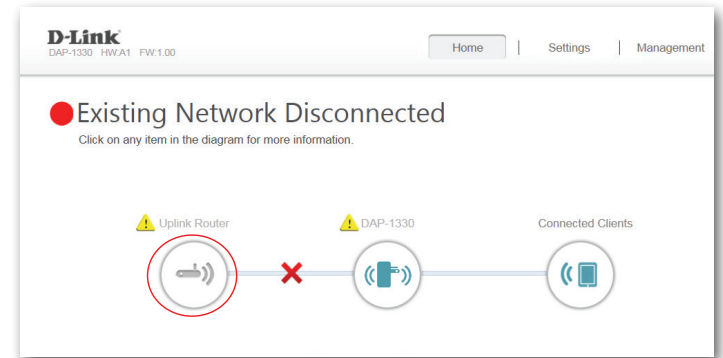 D-Link
DAP-1330 HW:A1 FW:1.00
Home | Settings | Management
Existing Network Disconnected
Click on any item in the diagram for more information.
Uplink Router
DAP-1330
Connected Clients